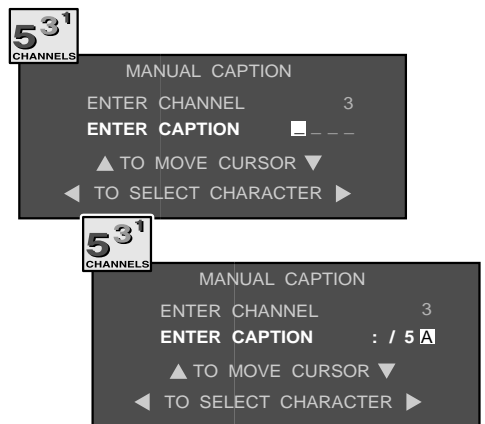 5 3 1
CHANNELS
MANUAL CAPTION
ENTER CHANNEL 3
ENTER CAPTION _ _ _ _
▲ TO MOVE CURSOR ▼
◀ TO SELECT CHARACTER ▶
5 3 1
CHANNELS
MANUAL CAPTION
ENTER CHANNEL 3
ENTER CAPTION : / 5 A
▲ TO MOVE CURSOR ▼
◀ TO SELECT CHARACTER ▶